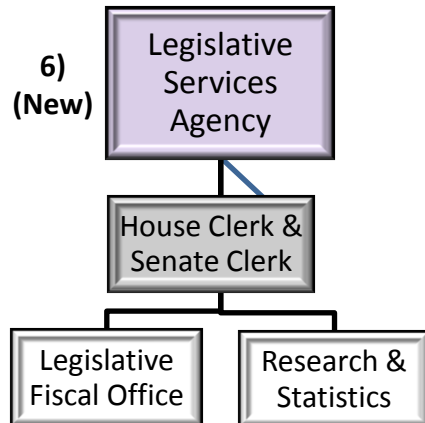 6)
(New)
Legislative
Services
Agency
House Clerk &
Senate Clerk
Legislative
Fiscal Office
Research &
Statistics